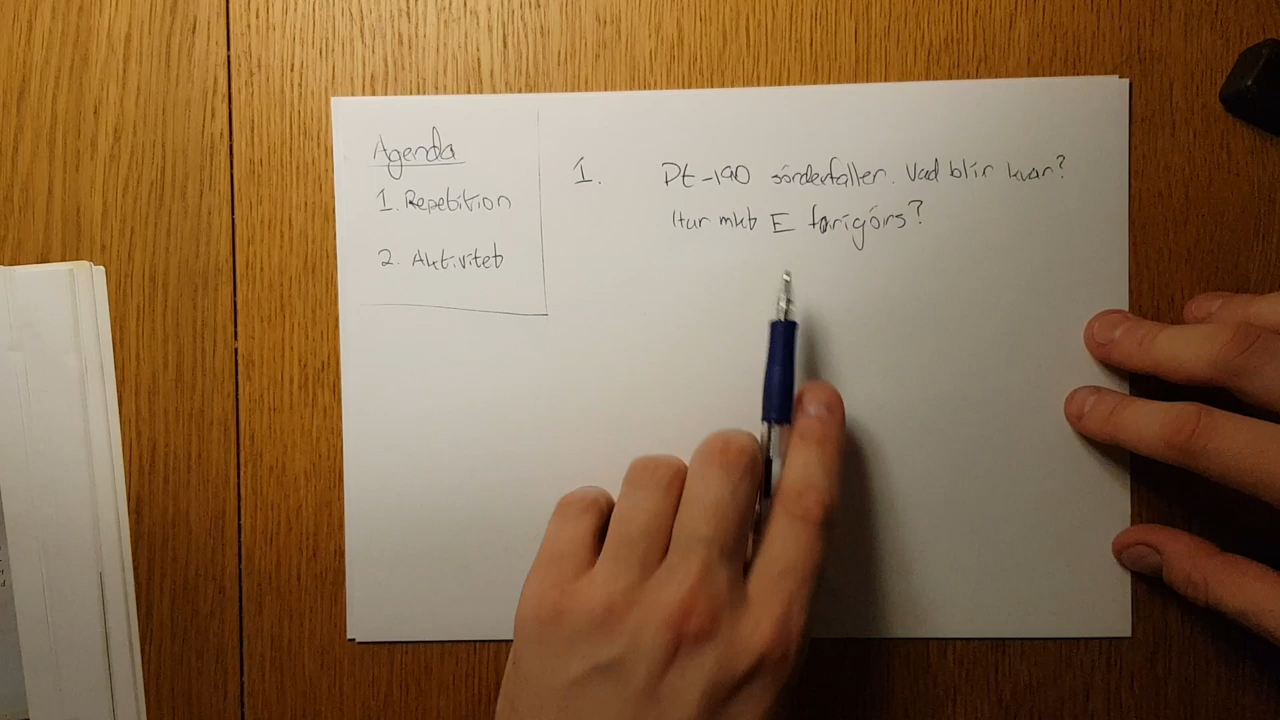 Agenda
1. Repetition
2. Aktivitet
1. Pt-190 sönderfaller. Vad blir kvar?
Hur mkt E frigörs?